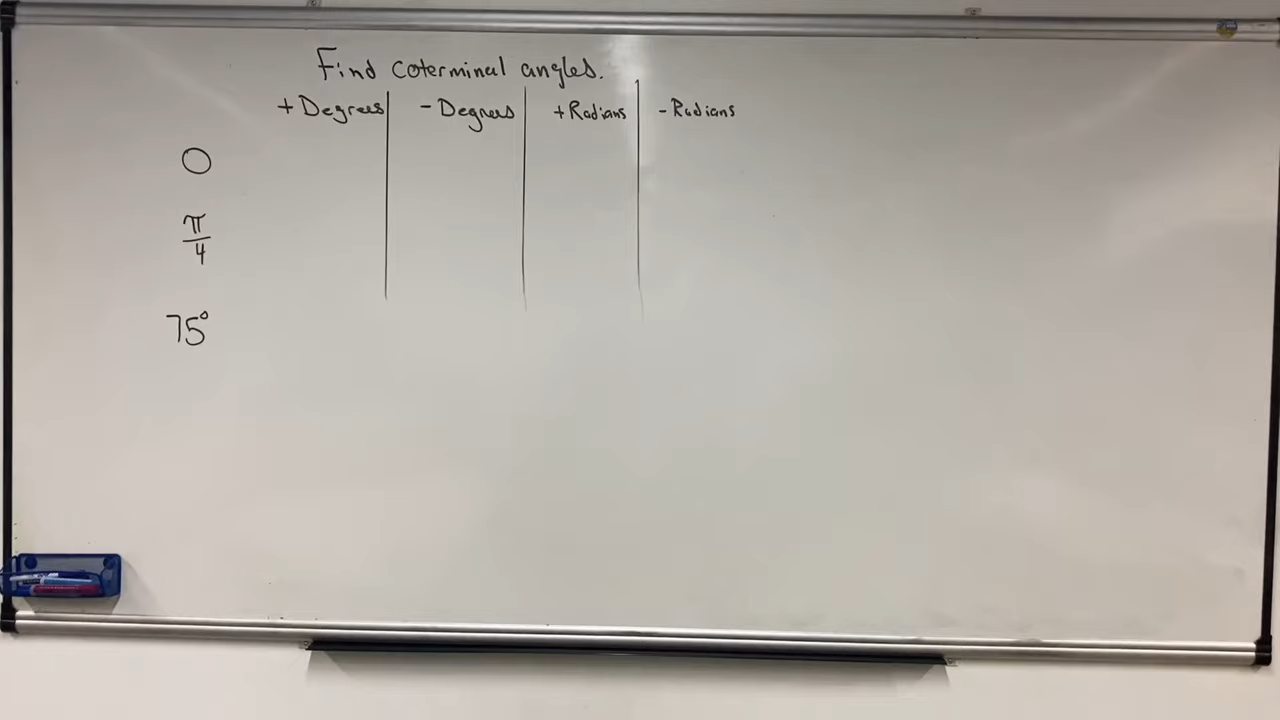 Find coterminal angles.
+ Degrees - Degrees + Radians - Radians
0
π/4
75°